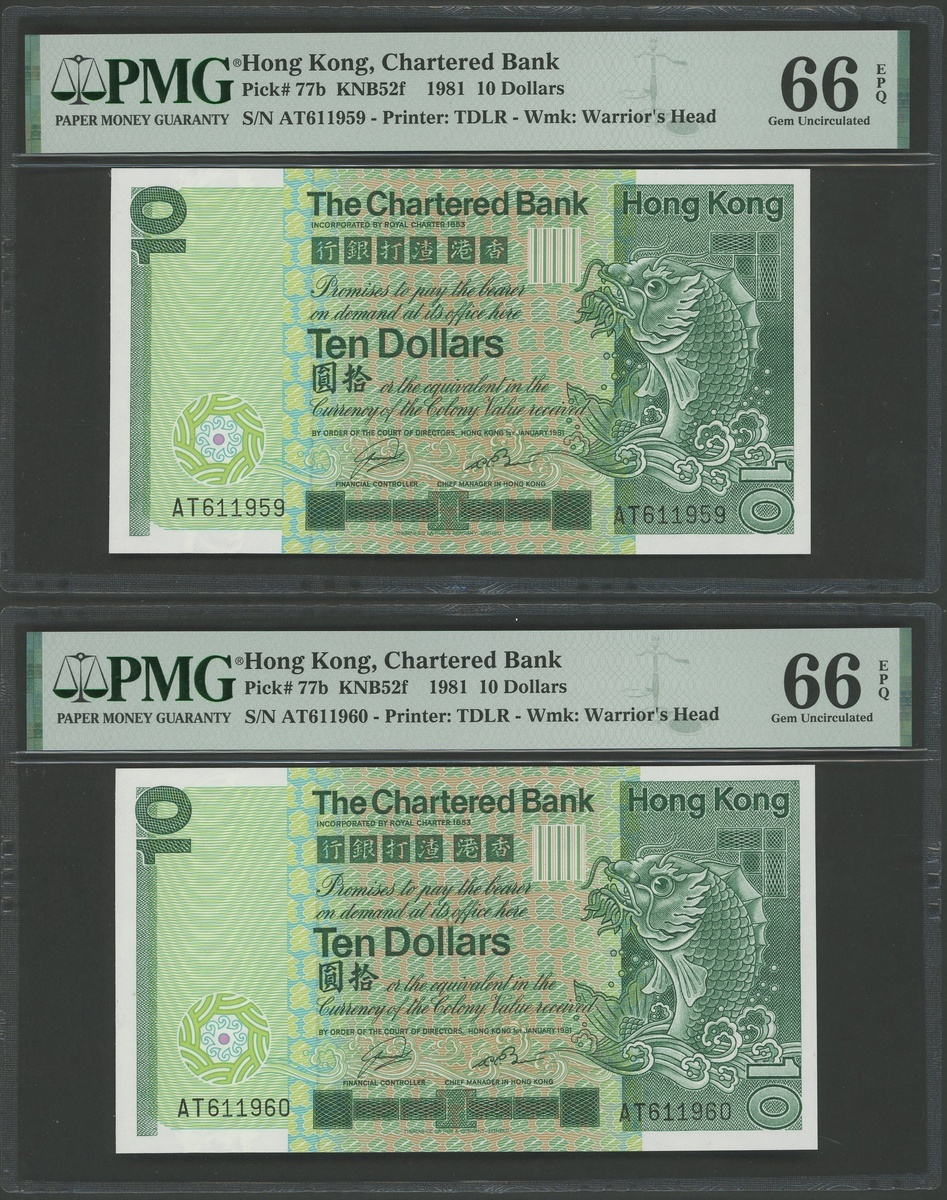 PMG®
PAPER MONEY GUARANTY
Hong Kong, Chartered Bank
Pick# 77b KNB52f 1981 10 Dollars
S/N AT611959 - Printer: TDLR - Wmk: Warrior's Head
66 EPQ
Gem Uncirculated
10
The Chartered Bank
Hong Kong
INCORPORATED BY ROYAL CHARTER 1853
行銀打渣港香
Promises to pay the bearer
on demand at its office here
Ten Dollars
圓拾 or the equivalent in the
Currency of the Colony, Value received
BY ORDER OF THE COURT OF DIRECTORS, HONG KONG 1ST JANUARY 1981
FINANCIAL CONTROLLER CHIEF MANAGER IN HONG KONG
AT611959
AT611959
10
PMG®
PAPER MONEY GUARANTY
Hong Kong, Chartered Bank
Pick# 77b KNB52f 1981 10 Dollars
S/N AT611960 - Printer: TDLR - Wmk: Warrior's Head
66 EPQ
Gem Uncirculated
10
The Chartered Bank
Hong Kong
INCORPORATED BY ROYAL CHARTER 1853
行銀打渣港香
Promises to pay the bearer
on demand at its office here
Ten Dollars
圓拾 or the equivalent in the
Currency of the Colony, Value received
BY ORDER OF THE COURT OF DIRECTORS, HONG KONG 1ST JANUARY 1981
FINANCIAL CONTROLLER CHIEF MANAGER IN HONG KONG
AT611960
AT611960
10